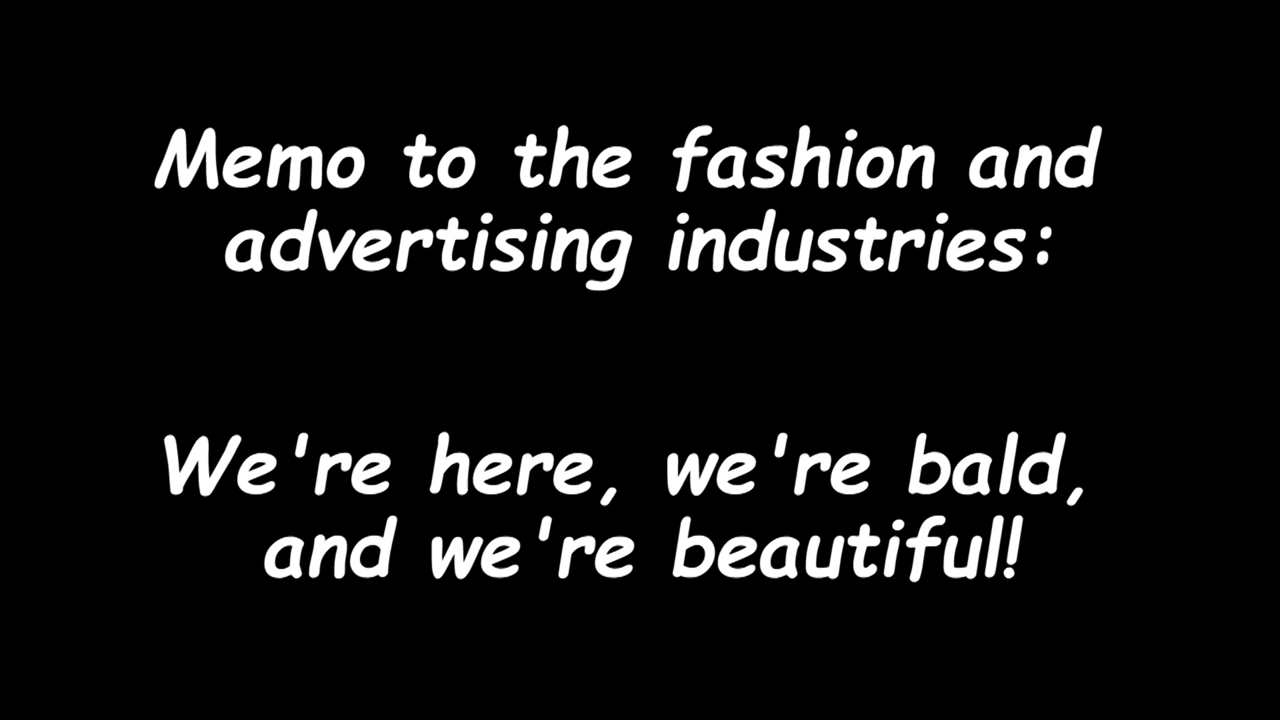 Memo to the fashion and
advertising industries:
We're here, we're bald,
and we're beautiful!